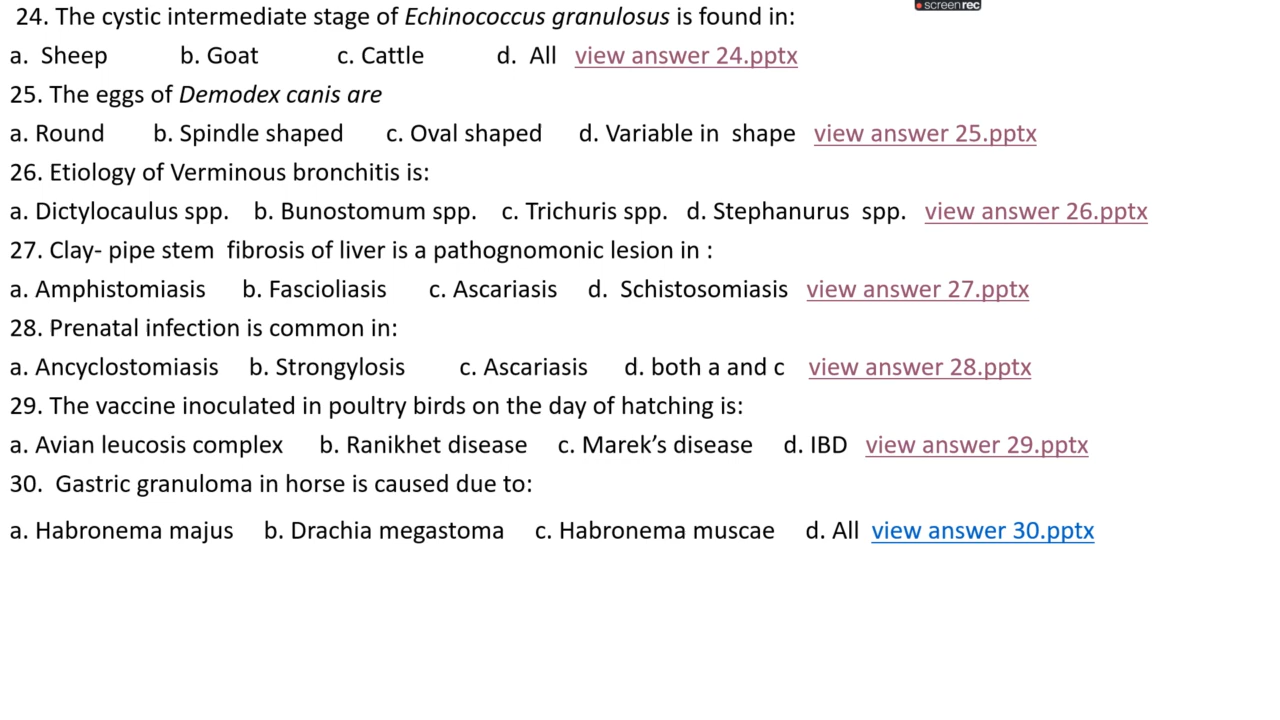 screenrec
24. The cystic intermediate stage of Echinococcus granulosus is found in:
a. Sheep b. Goat c. Cattle d. All view answer 24.pptx
25. The eggs of Demodex canis are
a. Round b. Spindle shaped c. Oval shaped d. Variable in shape view answer 25.pptx
26. Etiology of Verminous bronchitis is:
a. Dictylocaulus spp. b. Bunostomum spp. c. Trichuris spp. d. Stephanurus spp. view answer 26.pptx
27. Clay- pipe stem fibrosis of liver is a pathognomonic lesion in :
a. Amphistomiasis b. Fascioliasis c. Ascariasis d. Schistosomiasis view answer 27.pptx
28. Prenatal infection is common in:
a. Ancyclostomiasis b. Strongylosis c. Ascariasis d. both a and c view answer 28.pptx
29. The vaccine inoculated in poultry birds on the day of hatching is:
a. Avian leucosis complex b. Ranikhet disease c. Marek’s disease d. IBD view answer 29.pptx
30. Gastric granuloma in horse is caused due to:
a. Habronema majus b. Drachia megastoma c. Habronema muscae d. All view answer 30.pptx